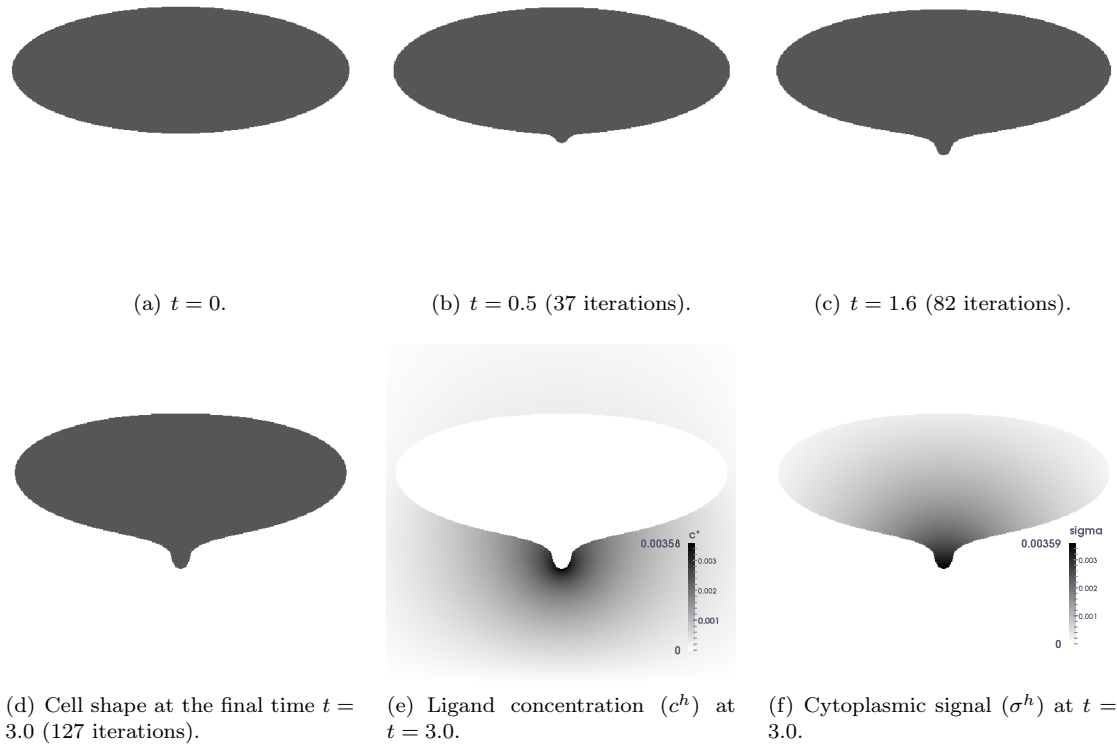 (a) t = 0.
(b) t = 0.5 (37 iterations).
(c) t = 1.6 (82 iterations).
c*
0.00358
0.003
0.002
0.001
0
sigma
0.00359
0.003
0.002
0.001
0
(d) Cell shape at the final time t =
3.0 (127 iterations).
(e) Ligand concentration (c^h) at
t = 3.0.
(f) Cytoplasmic signal (σ^h) at t =
3.0.